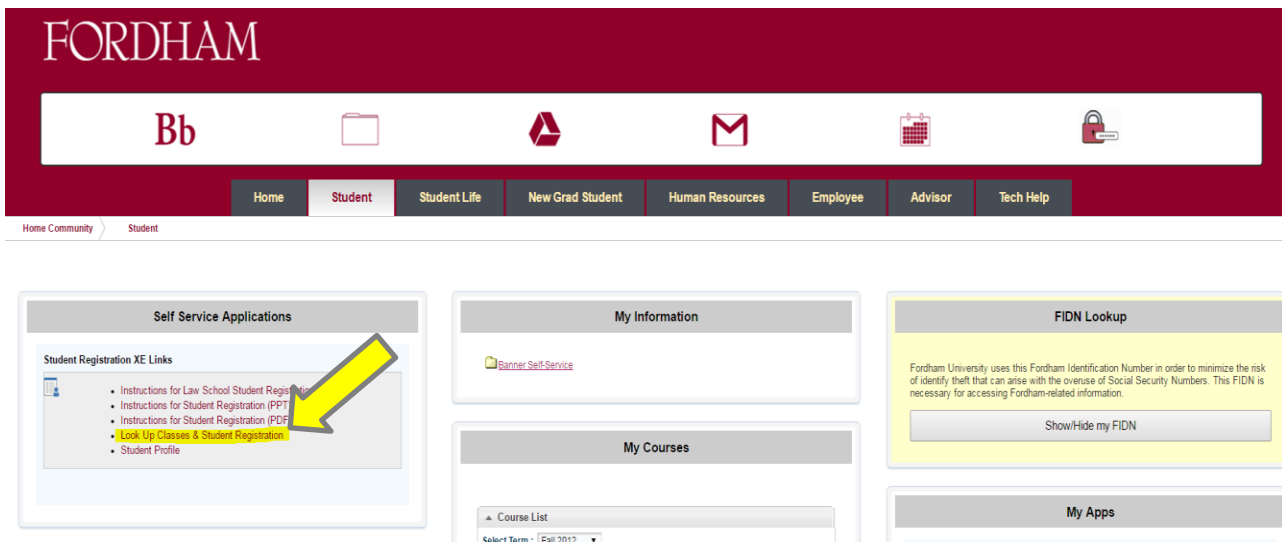 FORDHAM
Bb
Home Student Student Life New Grad Student Human Resources Employee Advisor Tech Help
Home Community Student
Self Service Applications
Student Registration XE Links
• Instructions for Law School Student
• Instructions for Student Registration (PPT
• Instructions for Student Registration (PDF
• Look Up Classes & Student Registration
• Student Profile
My Information
Banner Self-Service
My Courses
Course List
Select Term : Fall 2012
FIDN Lookup
Fordham University uses this Fordham Identification Number in order to minimize the risk
of identify theft that can arise with the overuse of Social Security Numbers. This FIDN is
necessary for accessing Fordham-related information.
Show/Hide my FIDN
My Apps